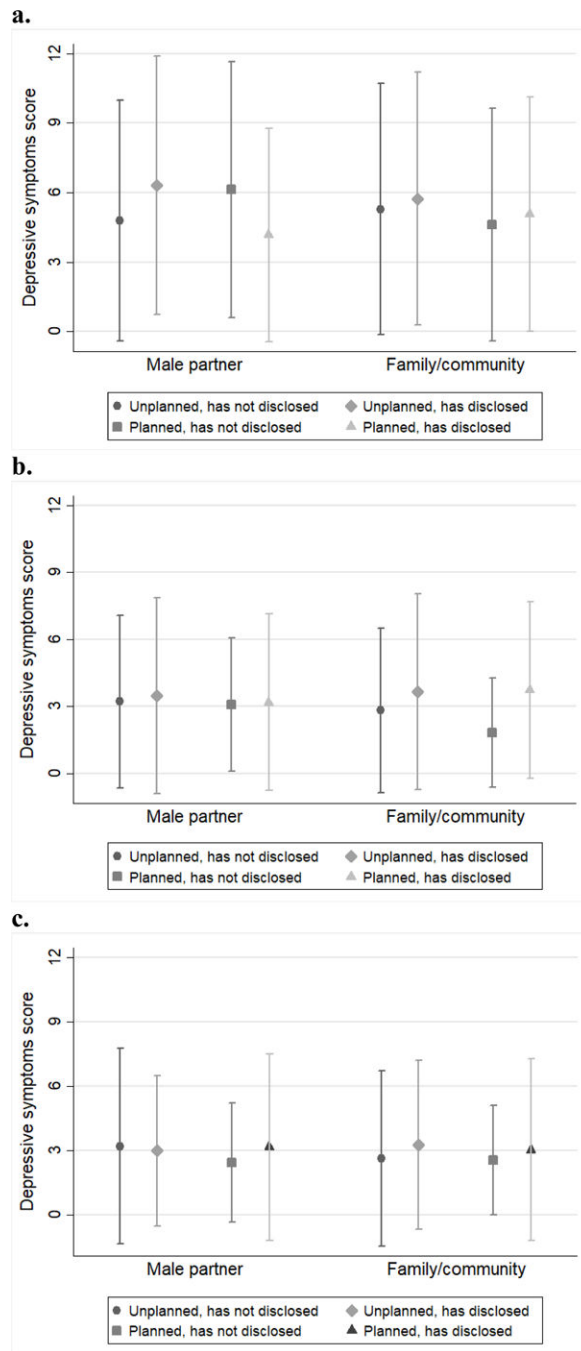 a.
12
9
6
3
0
Depressive symptoms score
Male partner Family/community
Unplanned, has not disclosed Unplanned, has disclosed
Planned, has not disclosed Planned, has disclosed
b.
12
9
6
3
0
Depressive symptoms score
Male partner Family/community
Unplanned, has not disclosed Unplanned, has disclosed
Planned, has not disclosed Planned, has disclosed
c.
12
9
6
3
0
Depressive symptoms score
Male partner Family/community
Unplanned, has not disclosed Unplanned, has disclosed
Planned, has not disclosed Planned, has disclosed